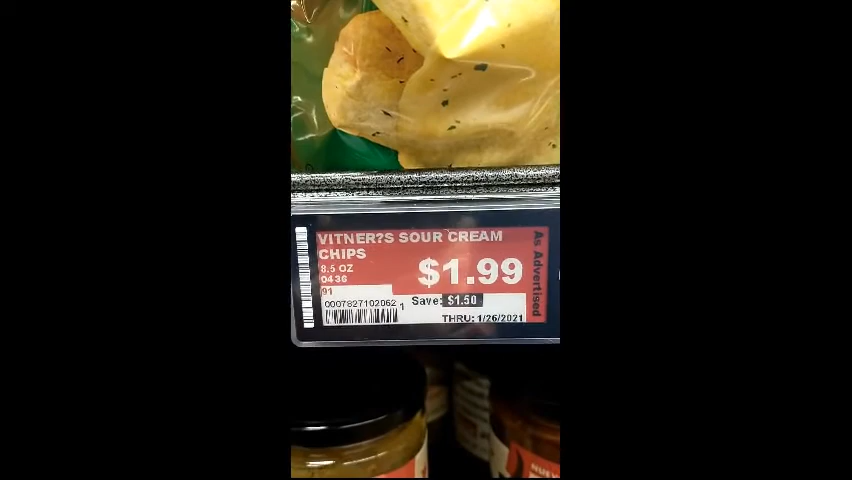 VITNER?S SOUR CREAM
CHIPS
8.5 OZ
0436
91
$1.99
0007827102062 1
Save: $1.50
THRU: 1/26/2021
As Advertised